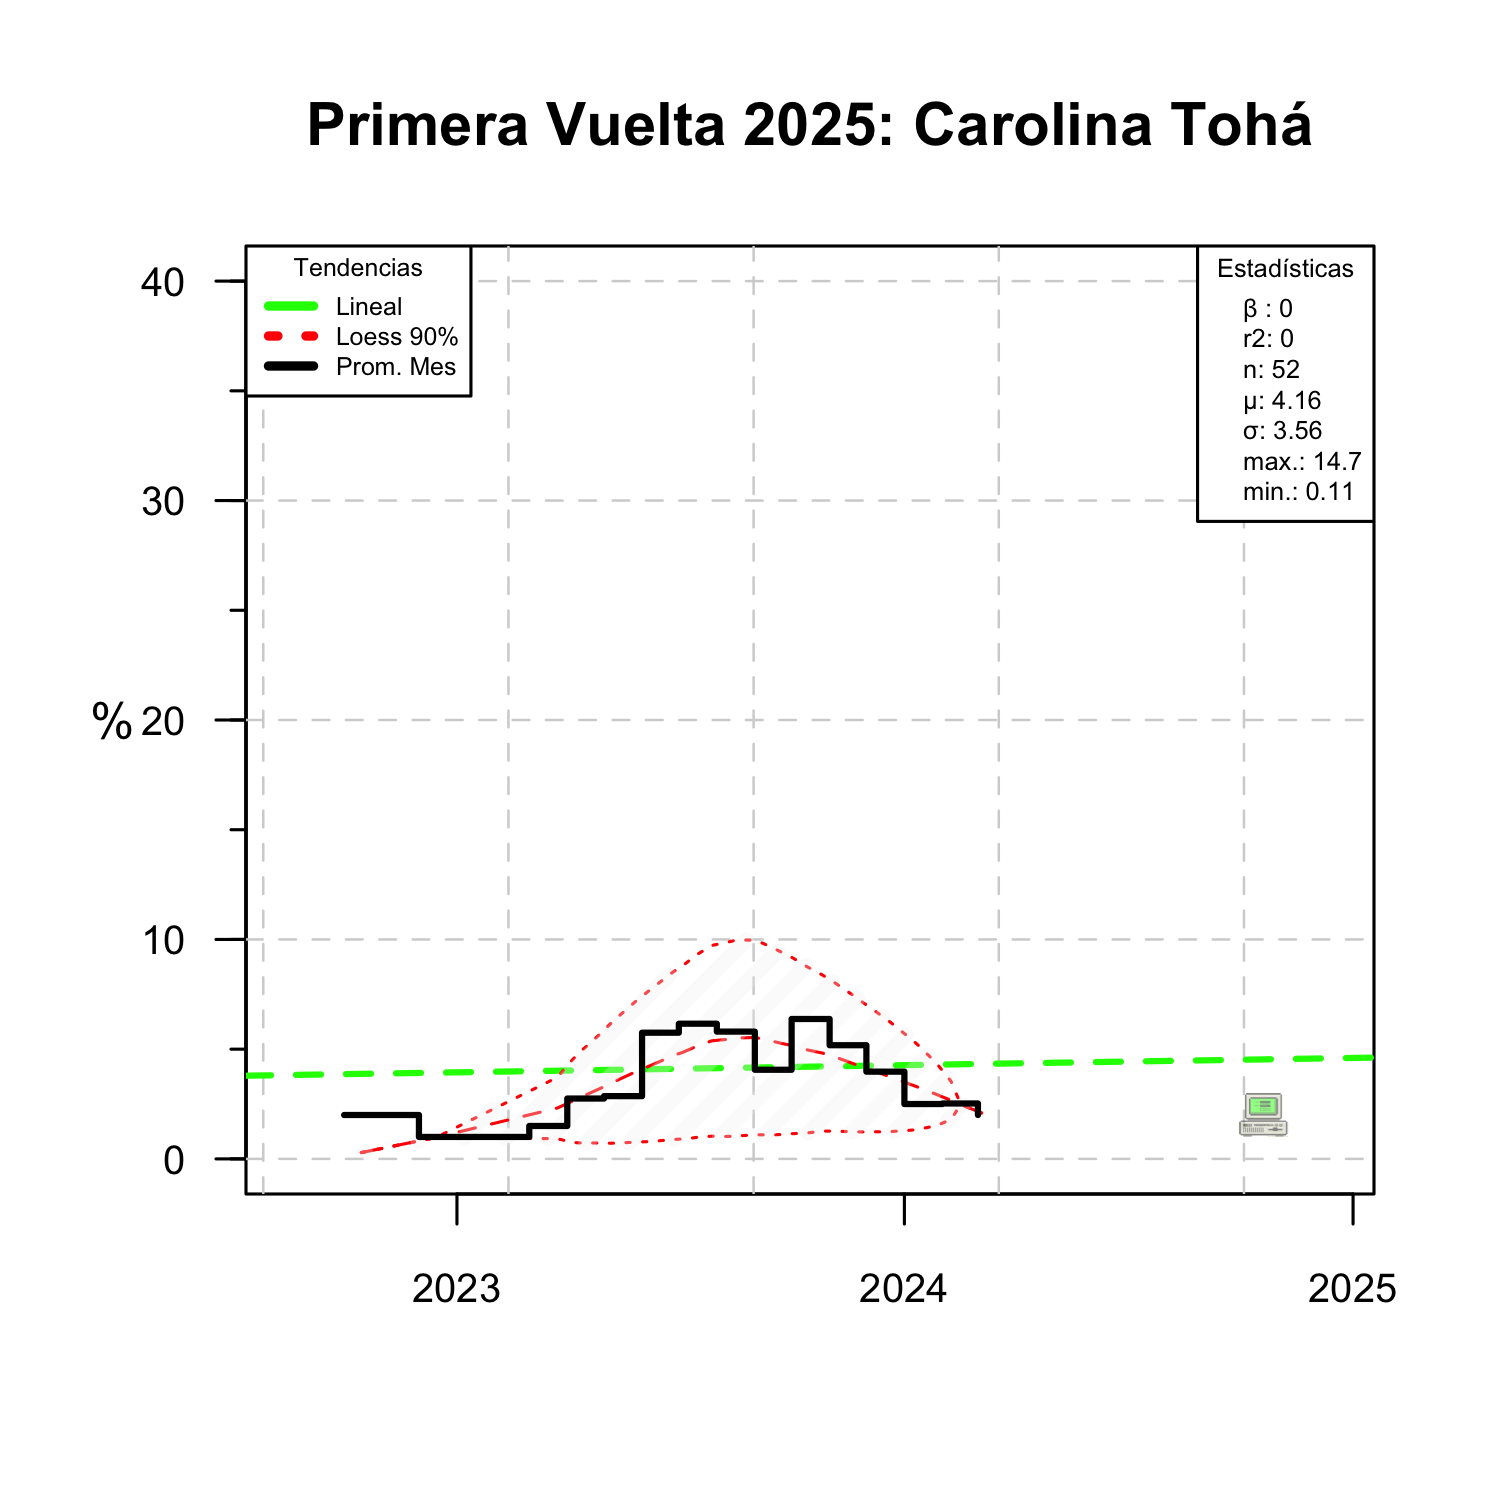 Primera Vuelta 2025: Carolina Tohá
Tendencias
Lineal
Loess 90%
Prom. Mes
Estadísticas
β : 0
r2: 0
n: 52
μ: 4.16
σ: 3.56
max.: 14.7
min.: 0.11
40
30
% 20
10
0
2023 2024 2025